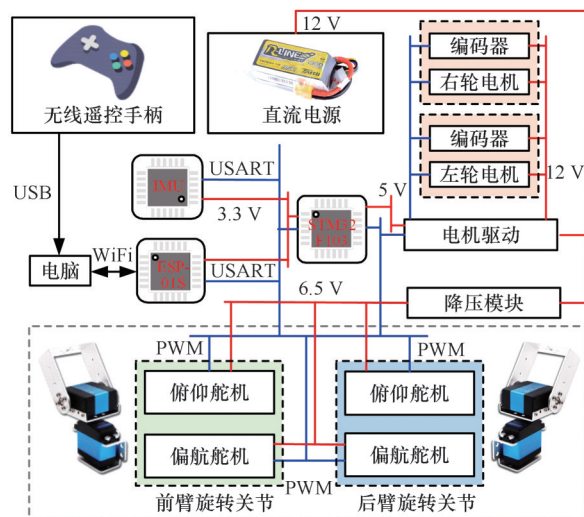 12 V
编码器
右轮电机
无线遥控手柄
直流电源
编码器
左轮电机
12 V
USB
IMU
USART
3.3 V
STM32
F103
5 V
电机驱动
WiFi
电脑
ESP-
01S
USART
6.5 V
降压模块
PWM
PWM
俯仰舵机
俯仰舵机
偏航舵机
偏航舵机
PWM
前臂旋转关节
后臂旋转关节